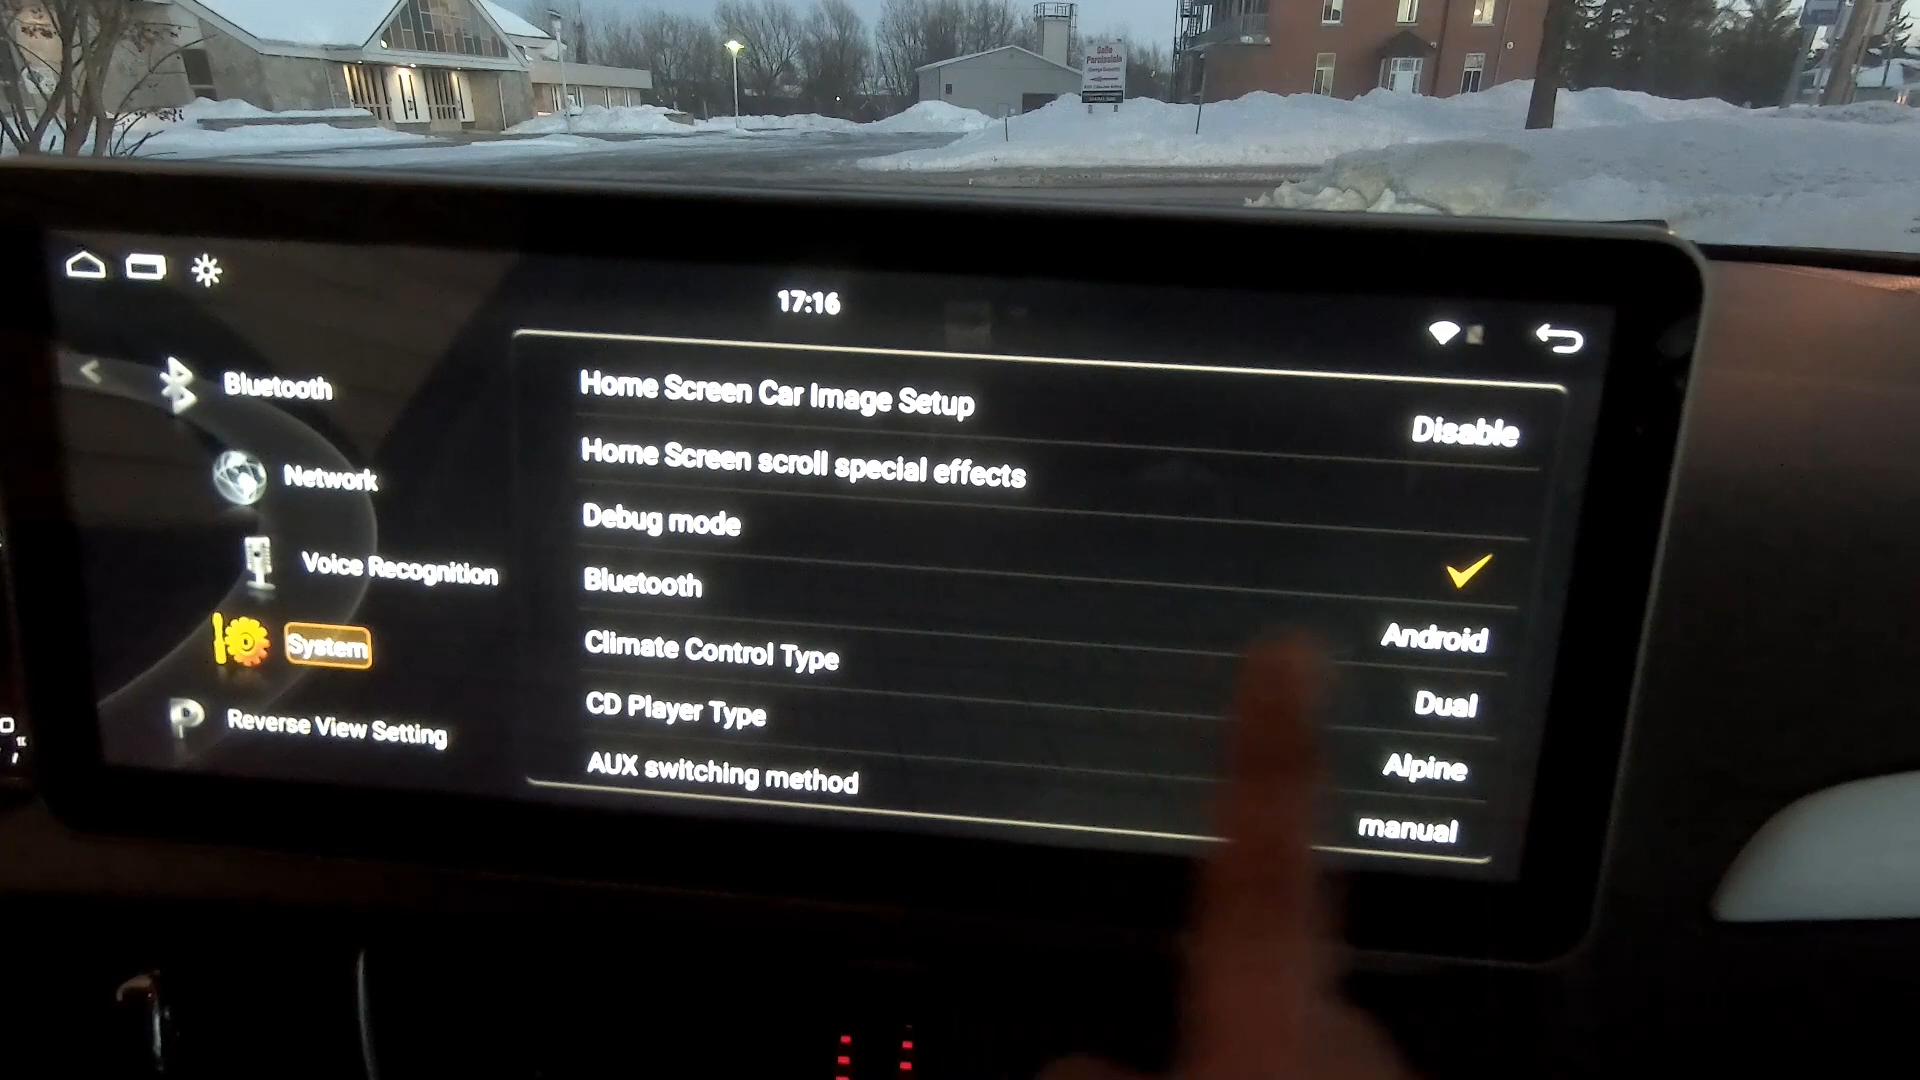 Gallo
17:16
Bluetooth
Network
Voice Recognition
System
Reverse View Setting
Home Screen Car Image Setup
Disable
Home Screen scroll special effects
Debug mode
Bluetooth
Android
Climate Control Type
Dual
CD Player Type
Alpine
AUX switching method
manual